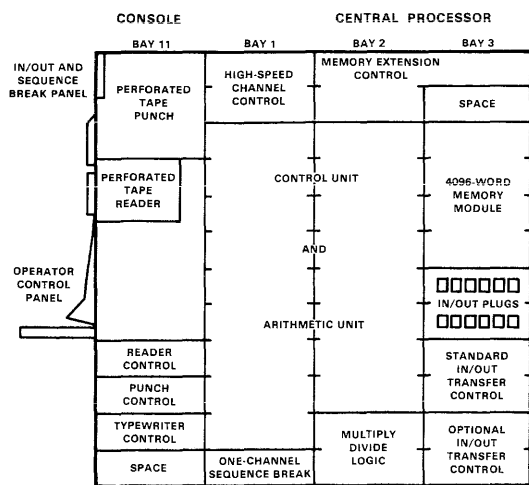 CONSOLE
CENTRAL PROCESSOR
BAY 11
BAY 1
BAY 2
BAY 3
IN/OUT AND
SEQUENCE
BREAK PANEL
PERFORATED
TAPE
PUNCH
HIGH-SPEED
CHANNEL
CONTROL
MEMORY EXTENSION
CONTROL
SPACE
PERFORATED
TAPE
READER
CONTROL UNIT
AND
ARITHMETIC UNIT
4096-WORD
MEMORY
MODULE
OPERATOR
CONTROL
PANEL
IN/OUT PLUGS
READER
CONTROL
PUNCH CONTROL
TYPEWRITER
CONTROL
SPACE
ONE-CHANNEL
SEQUENCE BREAK
MULTIPLY
DIVIDE
LOGIC
STANDARD
IN/OUT
TRANSFER
CONTROL
OPTIONAL
IN/OUT
TRANSFER
CONTROL